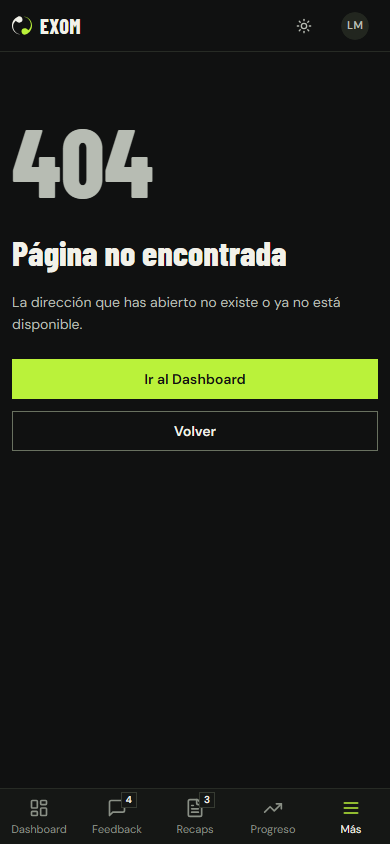 EXOM
LM
404
Página no encontrada
La dirección que has abierto no existe o ya no está
disponible.
Ir al Dashboard
Volver
4
3
Dashboard
Feedback
Recaps
Progreso
Más